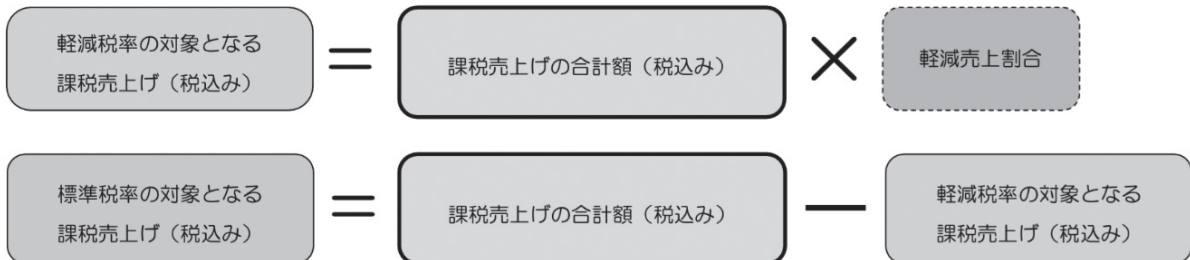 軽減税率の対象となる
課税売上げ（税込み）
＝
課税売上げの合計額（税込み）
×
軽減売上割合
標準税率の対象となる
課税売上げ（税込み）
＝
課税売上げの合計額（税込み）
－
軽減税率の対象となる
課税売上げ（税込み）